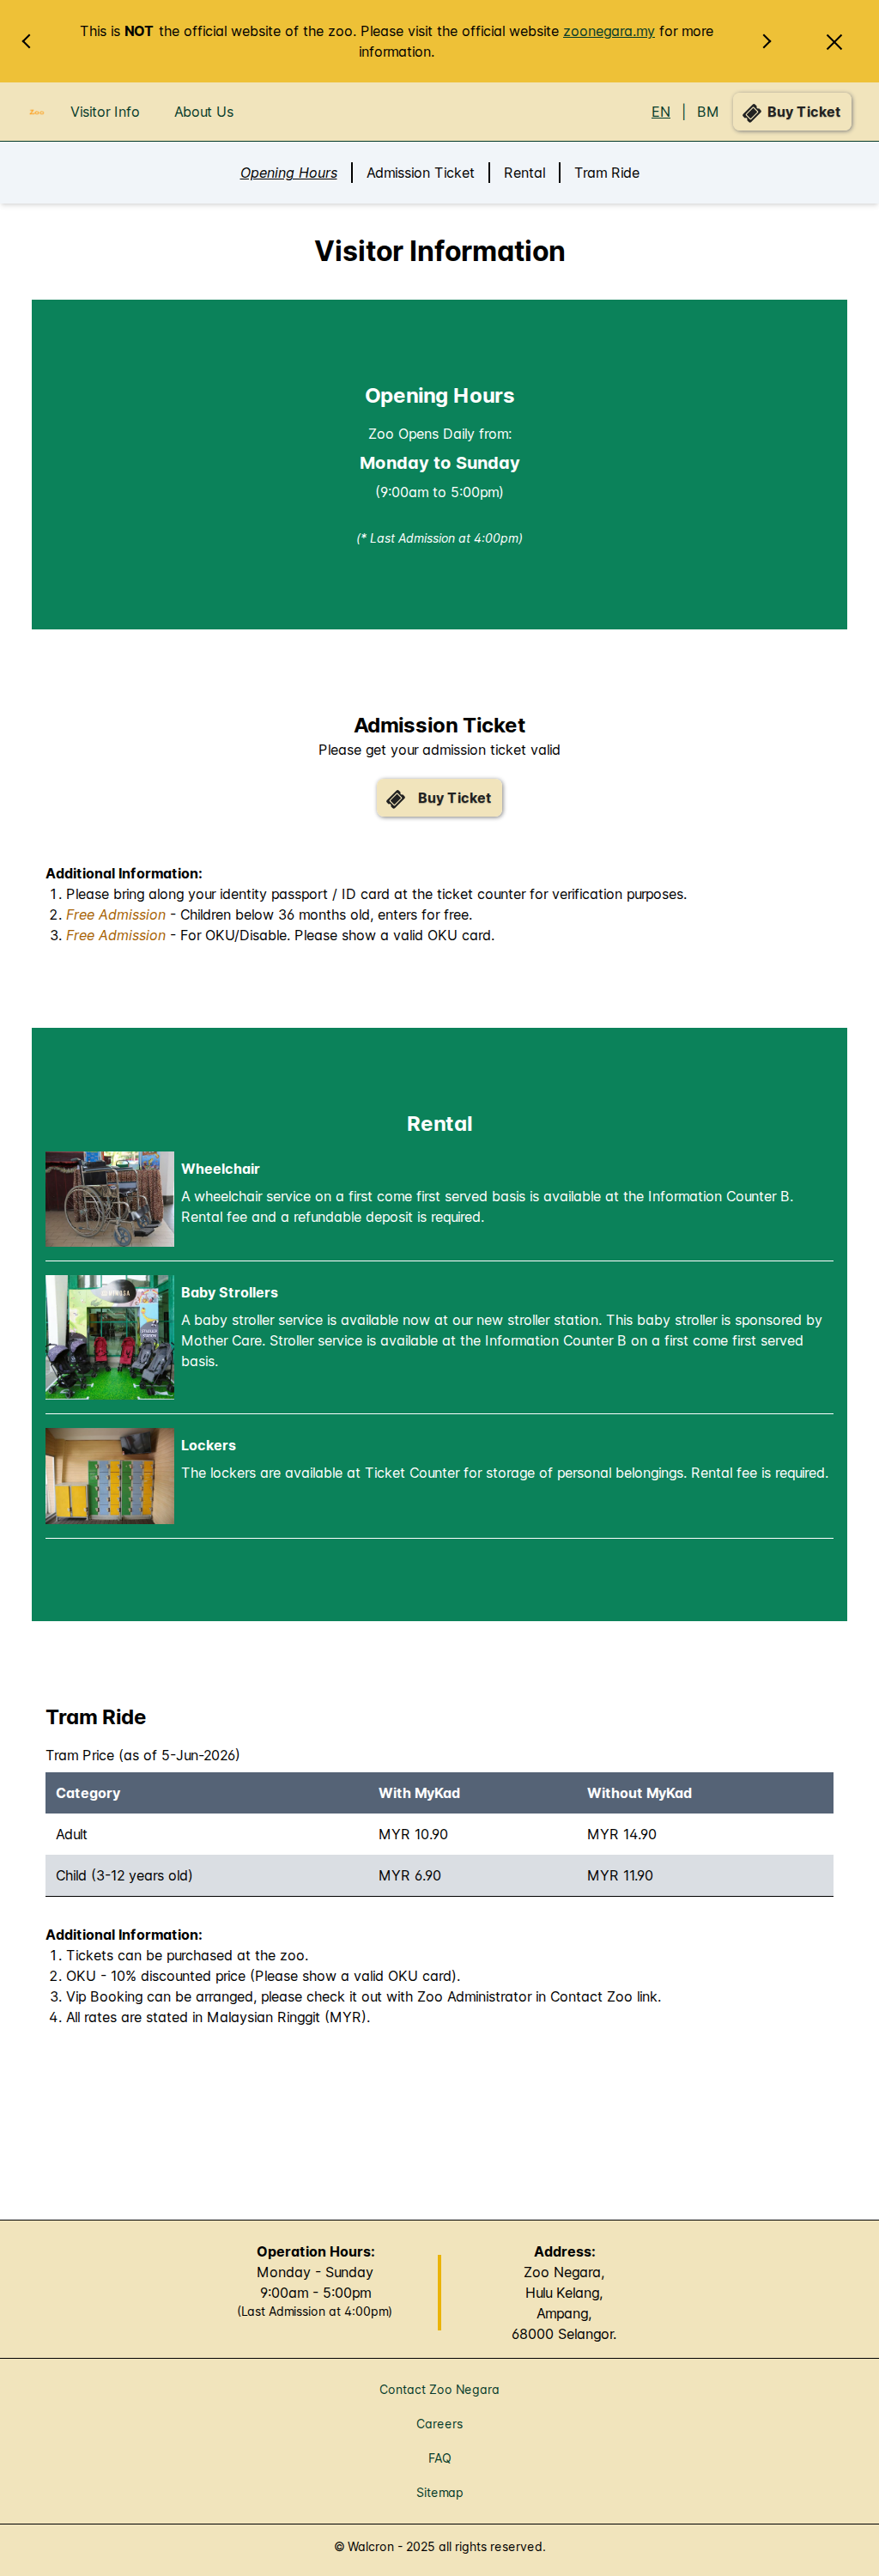 This is NOT the official website of the zoo. Please visit the official website zoonegara.my for more
information.
Zoo
Visitor Info
About Us
EN | BM
Buy Ticket
Opening Hours
Admission Ticket
Rental
Tram Ride
Visitor Information
Opening Hours
Zoo Opens Daily from:
Monday to Sunday
(9:00am to 5:00pm)
(* Last Admission at 4:00pm)
Admission Ticket
Please get your admission ticket valid
Buy Ticket
Additional Information:
1. Please bring along your identity passport / ID card at the ticket counter for verification purposes.
2. Free Admission - Children below 36 months old, enters for free.
3. Free Admission - For OKU/Disable. Please show a valid OKU card.
Rental
Wheelchair
A wheelchair service on a first come first served basis is available at the Information Counter B.
Rental fee and a refundable deposit is required.
Baby Strollers
A baby stroller service is available now at our new stroller station. This baby stroller is sponsored by
Mother Care. Stroller service is available at the Information Counter B on a first come first served
basis.
Lockers
The lockers are available at Ticket Counter for storage of personal belongings. Rental fee is required.
Tram Ride
Tram Price (as of 5-Jun-2026)
Category With MyKad Without MyKad
Adult MYR 10.90 MYR 14.90
Child (3-12 years old) MYR 6.90 MYR 11.90
Additional Information:
1. Tickets can be purchased at the zoo.
2. OKU - 10% discounted price (Please show a valid OKU card).
3. Vip Booking can be arranged, please check it out with Zoo Administrator in Contact Zoo link.
4. All rates are stated in Malaysian Ringgit (MYR).
Operation Hours:
Monday - Sunday
9:00am - 5:00pm
(Last Admission at 4:00pm)
Address:
Zoo Negara,
Hulu Kelang,
Ampang,
68000 Selangor.
Contact Zoo Negara
Careers
FAQ
Sitemap
© Walcron - 2025 all rights reserved.